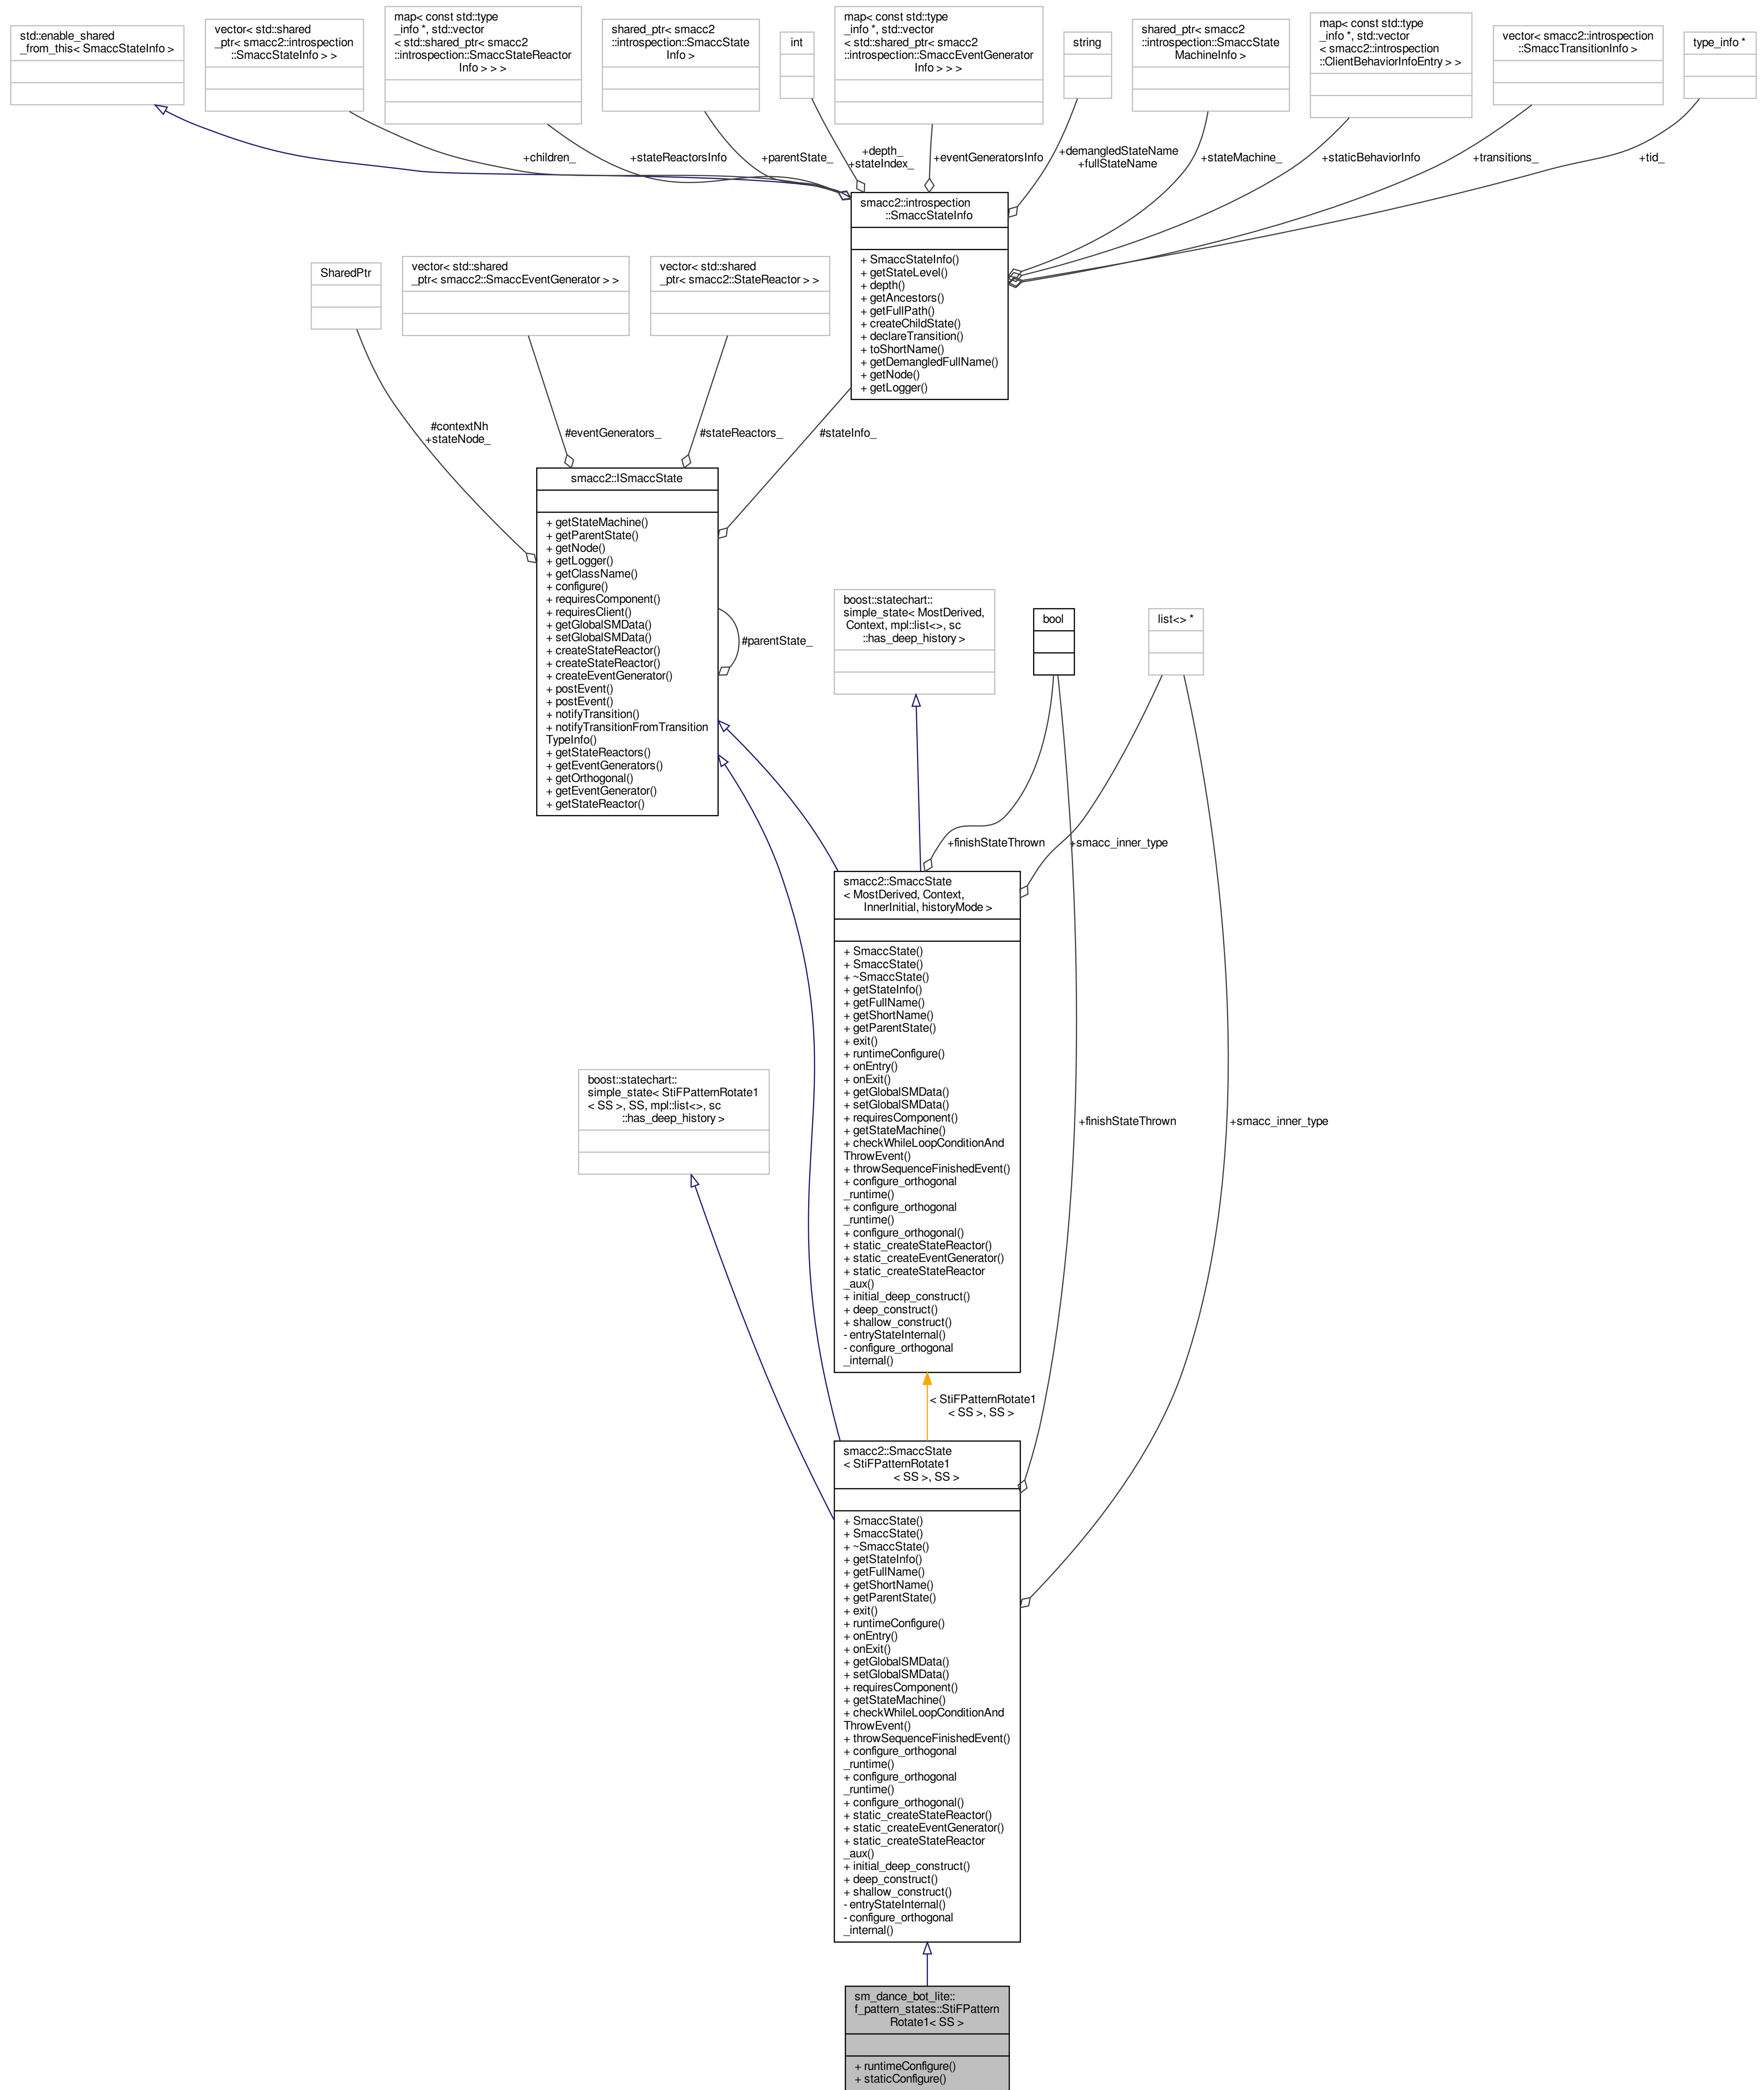 std::enable_shared
_from_this< SmaccStateInfo >
vector< std::shared
_ptr< smacc2::introspection
::SmaccStateInfo > >
map< const std::type
_info *, std::vector
< std::shared_ptr< smacc2
::introspection::SmaccStateReactor
Info > > >
shared_ptr< smacc2
::introspection::SmaccState
Info >
int
map< const std::type
_info *, std::vector
< std::shared_ptr< smacc2
::introspection::SmaccEventGenerator
Info > > >
string
shared_ptr< smacc2
::introspection::SmaccState
MachineInfo >
map< const std::type
_info *, std::vector
< smacc2::introspection
::ClientBehaviorInfoEntry > >
vector< smacc2::introspection
::SmaccTransitionInfo >
type_info *
+children_
+stateReactorsInfo
+parentState_
+depth_
+stateIndex_
+eventGeneratorsInfo
+demangledStateName
+fullStateName
+stateMachine_
+staticBehaviorInfo
+transitions_
+tid_
smacc2::introspection
::SmaccStateInfo
+ SmaccStateInfo()
+ getStateLevel()
+ depth()
+ getAncestors()
+ getFullPath()
+ createChildState()
+ declareTransition()
+ toShortName()
+ getDemangledFullName()
+ getNode()
+ getLogger()
SharedPtr
vector< std::shared
_ptr< smacc2::SmaccEventGenerator > >
vector< std::shared
_ptr< smacc2::StateReactor > >
#contextNh
+stateNode_
#eventGenerators_
#stateReactors_
#stateInfo_
smacc2::ISmaccState
+ getStateMachine()
+ getParentState()
+ getNode()
+ getLogger()
+ getClassName()
+ configure()
+ requiresComponent()
+ requiresClient()
+ getGlobalSMData()
+ setGlobalSMData()
+ createStateReactor()
+ createStateReactor()
+ createEventGenerator()
+ postEvent()
+ postEvent()
+ notifyTransition()
+ notifyTransitionFromTransition
TypeInfo()
+ getStateReactors()
+ getEventGenerators()
+ getOrthogonal()
+ getEventGenerator()
+ getStateReactor()
#parentState_
boost::statechart::
simple_state< MostDerived,
Context, mpl::list<>, sc
::has_deep_history >
bool
list<> *
+finishStateThrown
+smacc_inner_type
smacc2::SmaccState
< MostDerived, Context,
InnerInitial, historyMode >
+ SmaccState()
+ SmaccState()
+ ~SmaccState()
+ getStateInfo()
+ getFullName()
+ getShortName()
+ getParentState()
+ exit()
+ runtimeConfigure()
+ onEntry()
+ onExit()
+ getGlobalSMData()
+ setGlobalSMData()
+ requiresComponent()
+ getStateMachine()
+ checkWhileLoopConditionAnd
ThrowEvent()
+ throwSequenceFinishedEvent()
+ configure_orthogonal
_runtime()
+ configure_orthogonal
_runtime()
+ configure_orthogonal()
+ static_createStateReactor()
+ static_createEventGenerator()
+ static_createStateReactor
_aux()
+ initial_deep_construct()
+ deep_construct()
+ shallow_construct()
- entryStateInternal()
- configure_orthogonal
_internal()
boost::statechart::
simple_state< StiFPatternRotate1
< SS >, SS, mpl::list<>, sc
::has_deep_history >
+finishStateThrown
+smacc_inner_type
< StiFPatternRotate1
< SS >, SS >
smacc2::SmaccState
< StiFPatternRotate1
< SS >, SS >
+ SmaccState()
+ SmaccState()
+ ~SmaccState()
+ getStateInfo()
+ getFullName()
+ getShortName()
+ getParentState()
+ exit()
+ runtimeConfigure()
+ onEntry()
+ onExit()
+ getGlobalSMData()
+ setGlobalSMData()
+ requiresComponent()
+ getStateMachine()
+ checkWhileLoopConditionAnd
ThrowEvent()
+ throwSequenceFinishedEvent()
+ configure_orthogonal
_runtime()
+ configure_orthogonal
_runtime()
+ configure_orthogonal()
+ static_createStateReactor()
+ static_createEventGenerator()
+ static_createStateReactor
_aux()
+ initial_deep_construct()
+ deep_construct()
+ shallow_construct()
- entryStateInternal()
- configure_orthogonal
_internal()
sm_dance_bot_lite::
f_pattern_states::StiFPattern
Rotate1< SS >
+ runtimeConfigure()
+ staticConfigure()